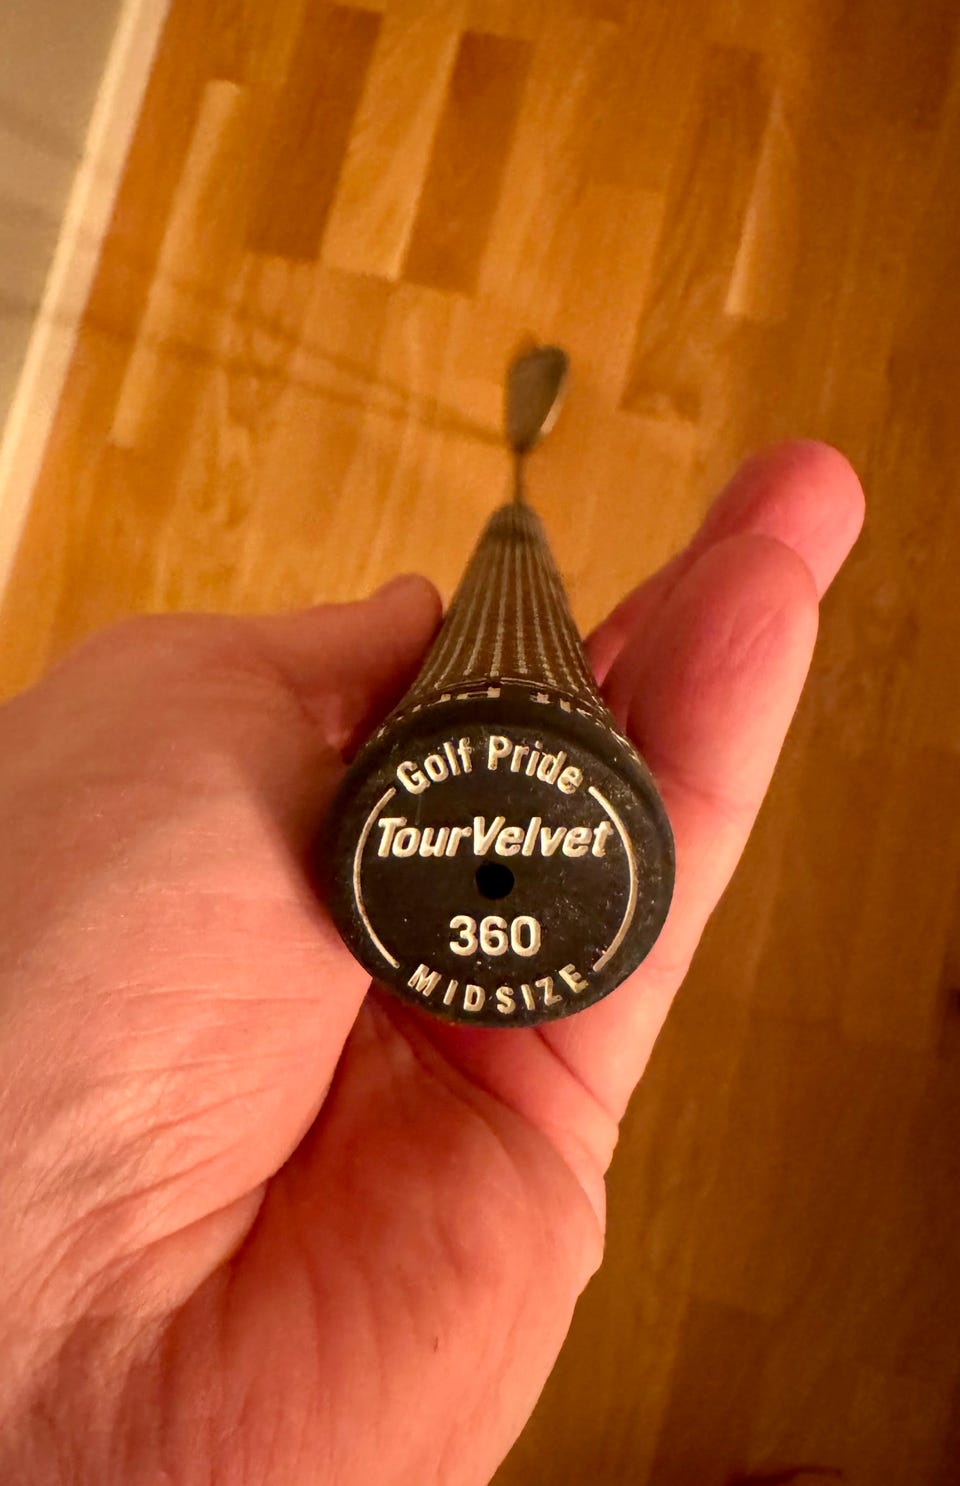 Golf Pride
TourVelvet
360
MIDSIZE